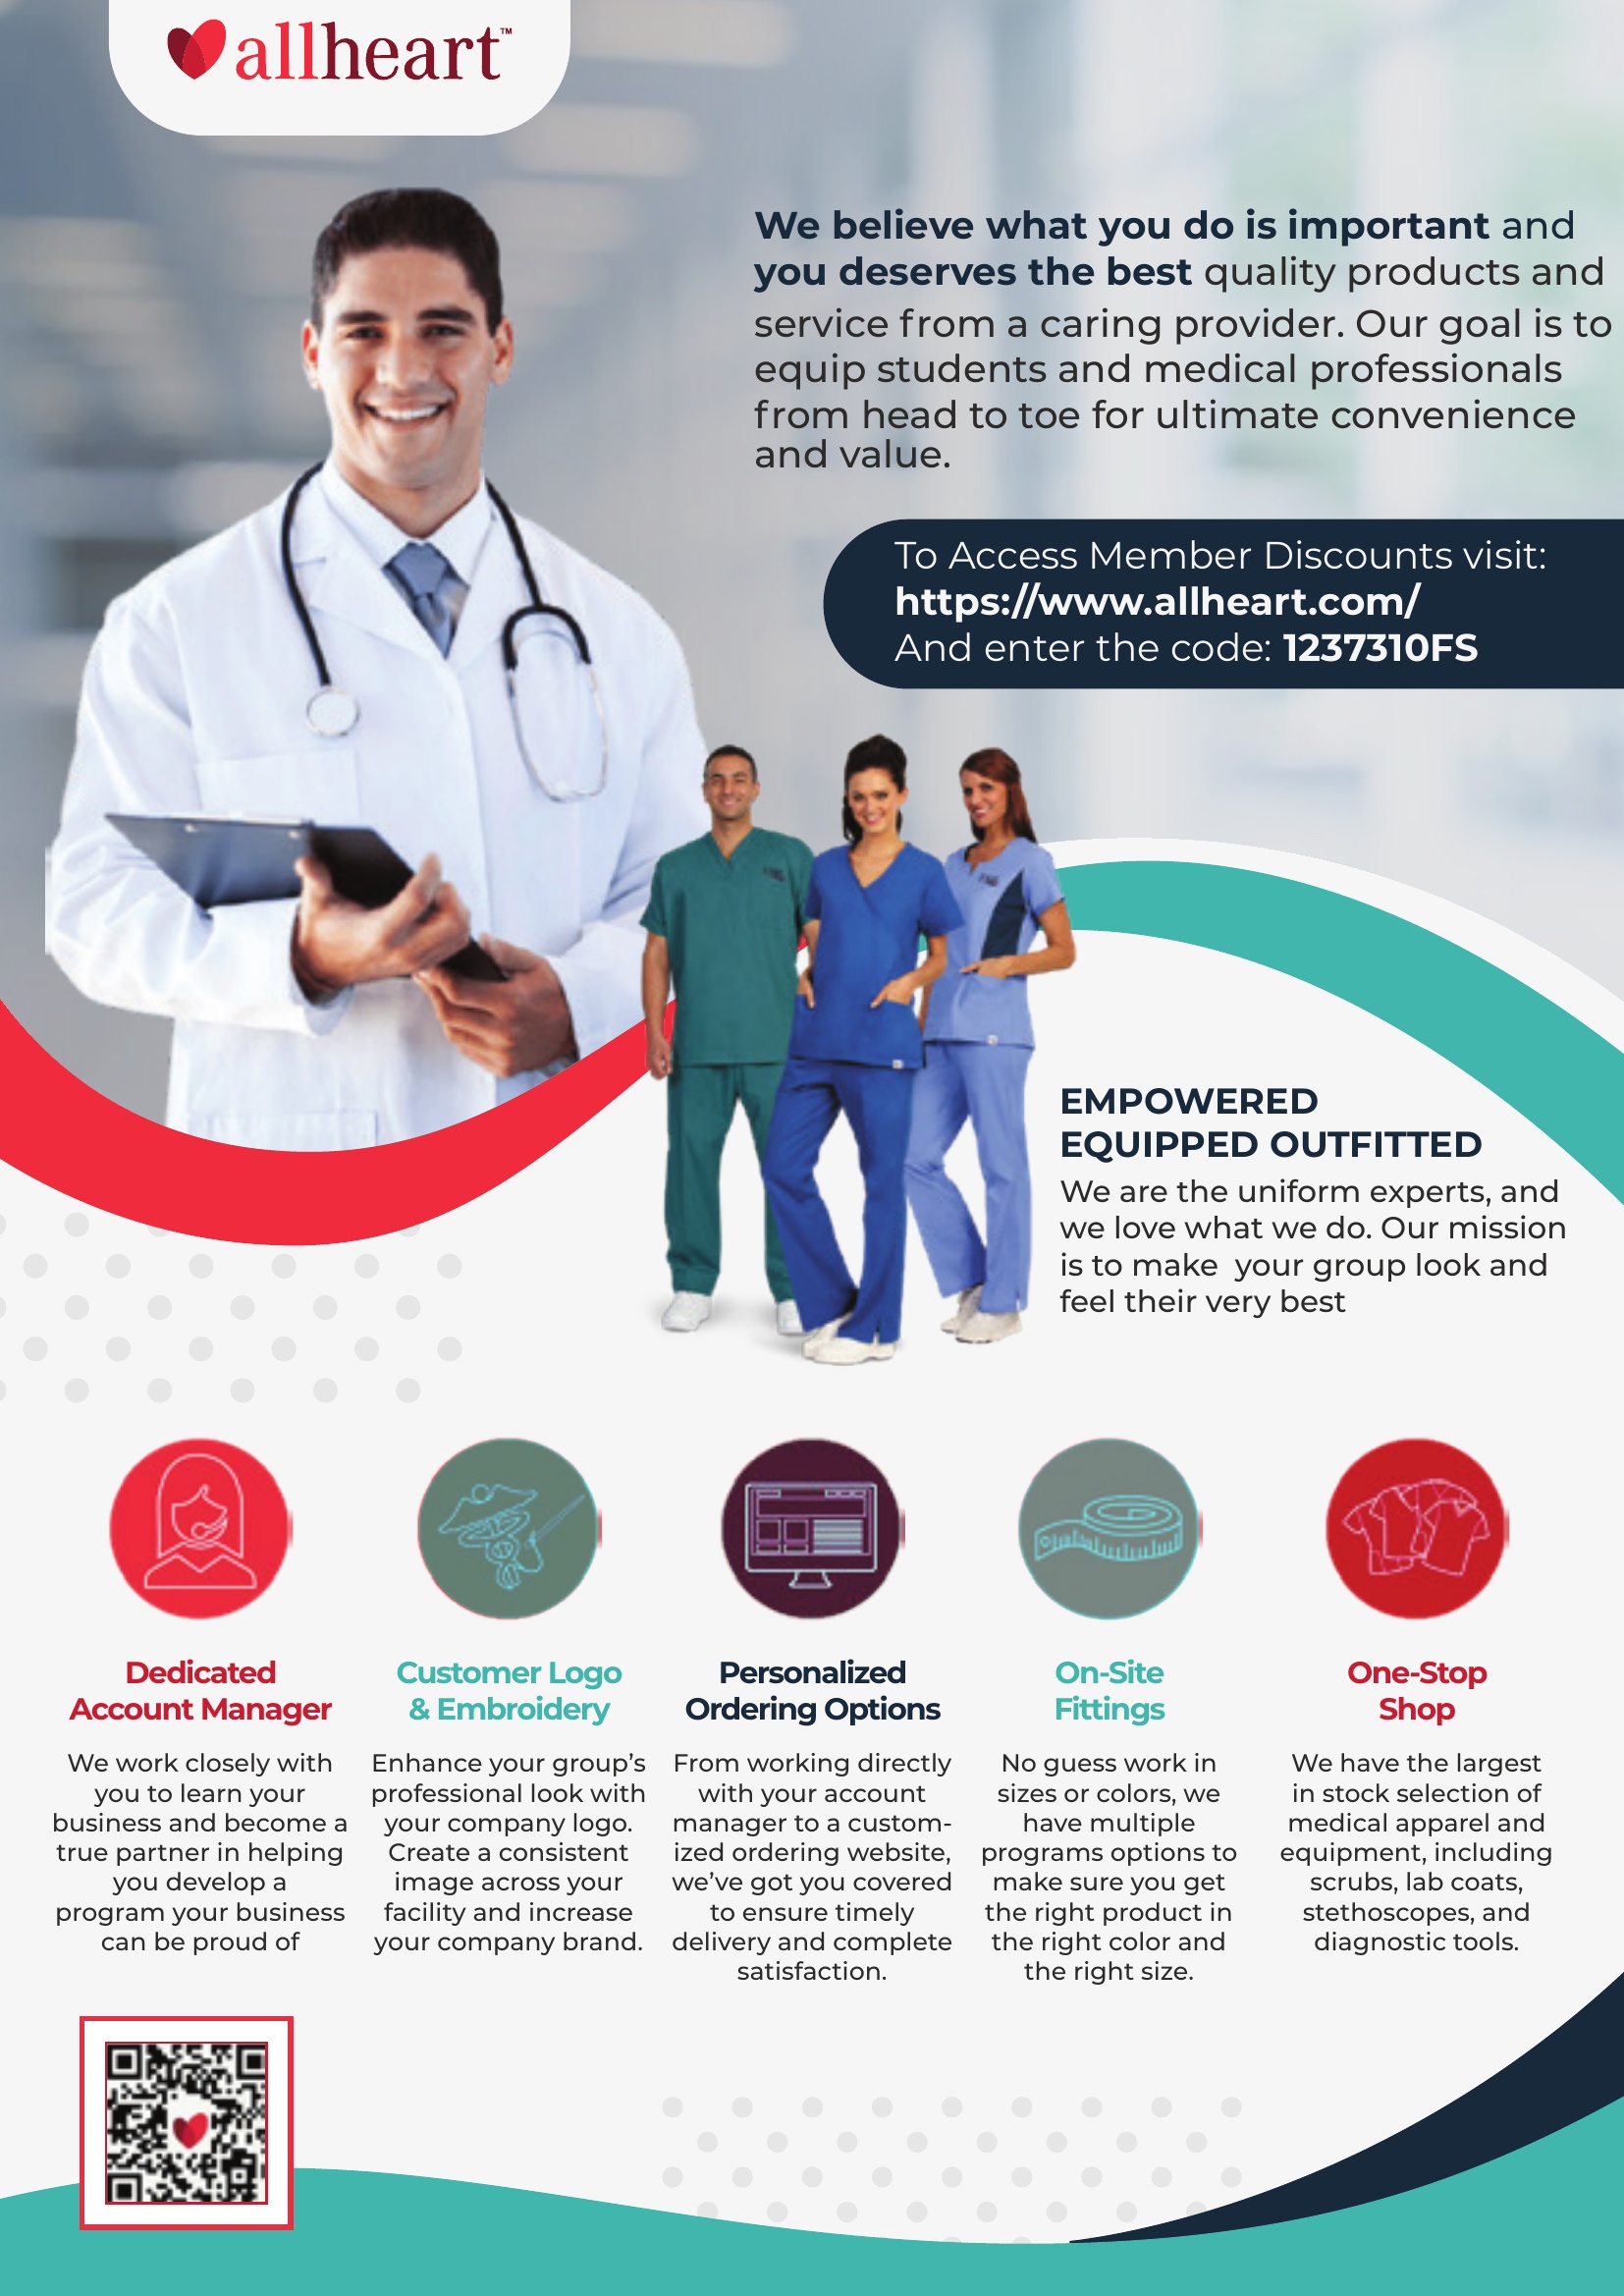 allheart™
We believe what you do is important and
you deserves the best quality products and
service from a caring provider. Our goal is to
equip students and medical professionals
from head to toe for ultimate convenience
and value.
To Access Member Discounts visit:
https://www.allheart.com/
And enter the code: 1237310FS
EMPOWERED
EQUIPPED OUTFITTED
We are the uniform experts, and
we love what we do. Our mission
is to make  your group look and
feel their very best
Dedicated
Account Manager
We work closely with
you to learn your
business and become a
true partner in helping
you develop a
program your business
can be proud of
Customer Logo
& Embroidery
Enhance your group’s
professional look with
your company logo.
Create a consistent
image across your
facility and increase
your company brand.
Personalized
Ordering Options
From working directly
with your account
manager to a custom-
ized ordering website,
we’ve got you covered
to ensure timely
delivery and complete
satisfaction.
On-Site
Fittings
No guess work in
sizes or colors, we
have multiple
programs options to
make sure you get
the right product in
the right color and
the right size.
One-Stop
Shop
We have the largest
in stock selection of
medical apparel and
equipment, including
scrubs, lab coats,
stethoscopes, and
diagnostic tools.